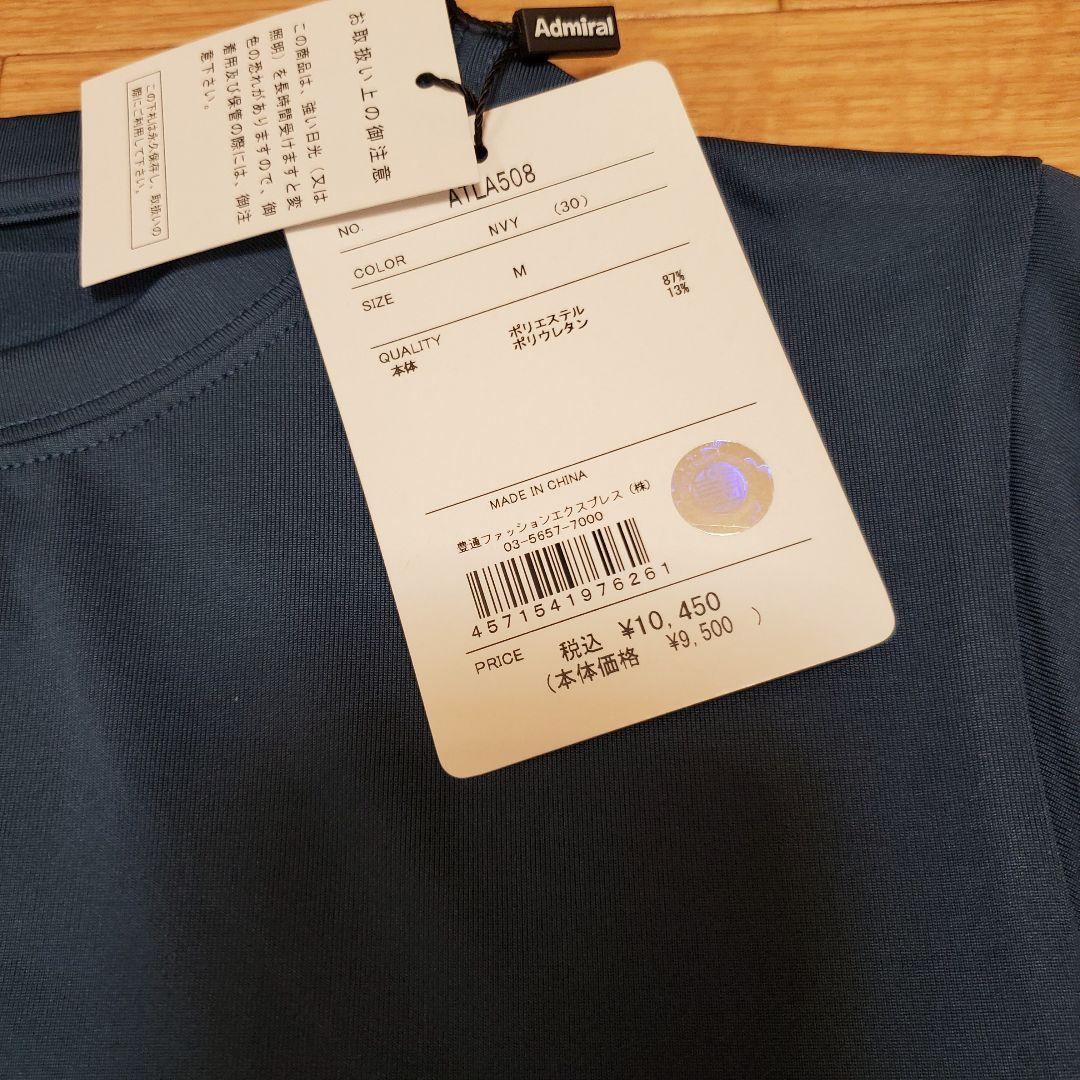 Admiral
お取扱い上の御注意
この商品は、強い日光（又は
照明）を長時間受けますと変
色の恐れがありますので、御
着用及び保管の際には、御注
意下さい。
この下札は永久保存し、取扱いの
際にご利用して下さい。
NO. ATLA508
COLOR NVY (30)
SIZE M
QUALITY ポリエステル 87%
本体 ポリウレタン 13%
MADE IN CHINA
豊通ファッションエクスプレス（株）
03-5657-7000
4571541976261
PRICE 税込 ¥10,450
（本体価格 ¥9,500 ）